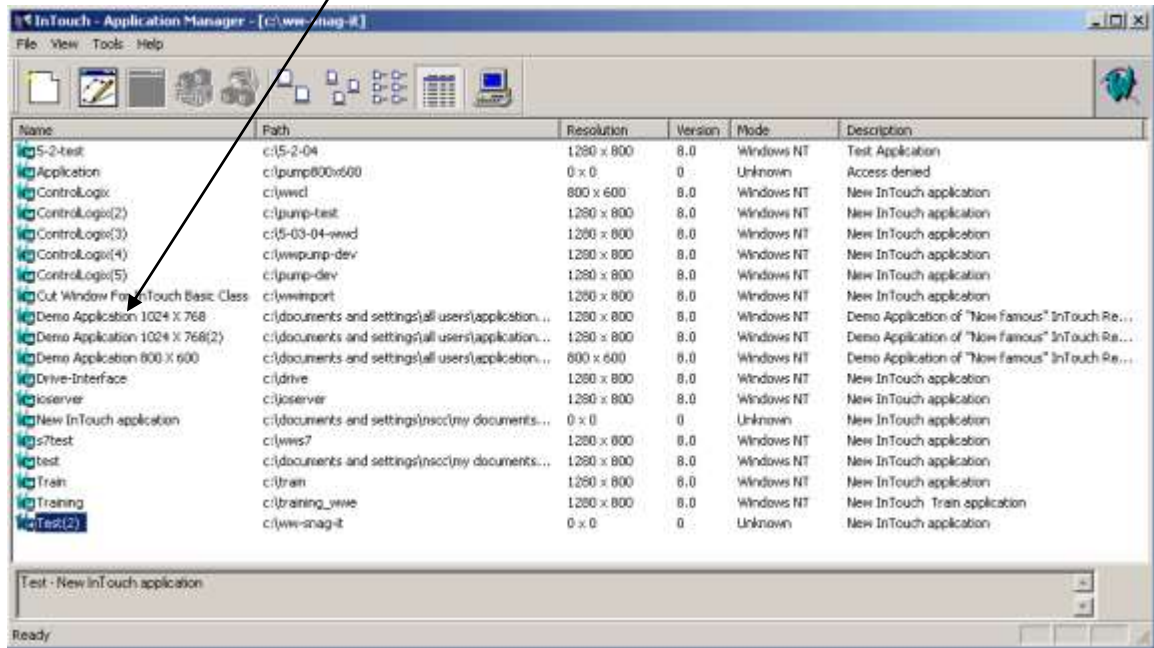 InTouch - Application Manager - [c:\ww-snag-it]
File View Tools Help
Name Path Resolution Version Mode Description
5-2-test c:\5-2-04 1280 x 800 8.0 Windows NT Test Application
Application c:\pump800x600 0 x 0 0 Unknown Access denied
ControlLogix c:\wwcl 800 x 600 8.0 Windows NT New InTouch application
ControlLogix(2) c:\pump-test 1280 x 800 8.0 Windows NT New InTouch application
ControlLogix(3) c:\5-03-04-wwcl 1280 x 800 8.0 Windows NT New InTouch application
ControlLogix(4) c:\wwpump-dev 1280 x 800 8.0 Windows NT New InTouch application
ControlLogix(5) c:\pump-dev 1280 x 800 8.0 Windows NT New InTouch application
Cut Window For InTouch Basic Class c:\wwimport 1280 x 800 8.0 Windows NT New InTouch application
Demo Application 1024 X 768 c:\documents and settings\all users\application... 1280 x 800 8.0 Windows NT Demo Application of "Now famous" InTouch Re...
Demo Application 1024 X 768(2) c:\documents and settings\all users\application... 1280 x 800 8.0 Windows NT Demo Application of "Now famous" InTouch Re...
Demo Application 800 X 600 c:\documents and settings\all users\application... 800 x 600 8.0 Windows NT Demo Application of "Now famous" InTouch Re...
Drive-Interface c:\drive 1280 x 800 8.0 Windows NT New InTouch application
ioserver c:\ioserver 1280 x 800 8.0 Windows NT New InTouch application
New InTouch application c:\documents and settings\nscc\my documents... 0 x 0 0 Unknown New InTouch application
s7test c:\wws7 1280 x 800 8.0 Windows NT New InTouch application
test c:\documents and settings\nscc\my documents... 1280 x 800 8.0 Windows NT New InTouch application
Train c:\train 1280 x 800 8.0 Windows NT New InTouch application
Training c:\training_wwe 1280 x 800 8.0 Windows NT New InTouch Train application
Test(2) c:\ww-snag-it 0 x 0 0 Unknown New InTouch application
Test - New InTouch application
Ready